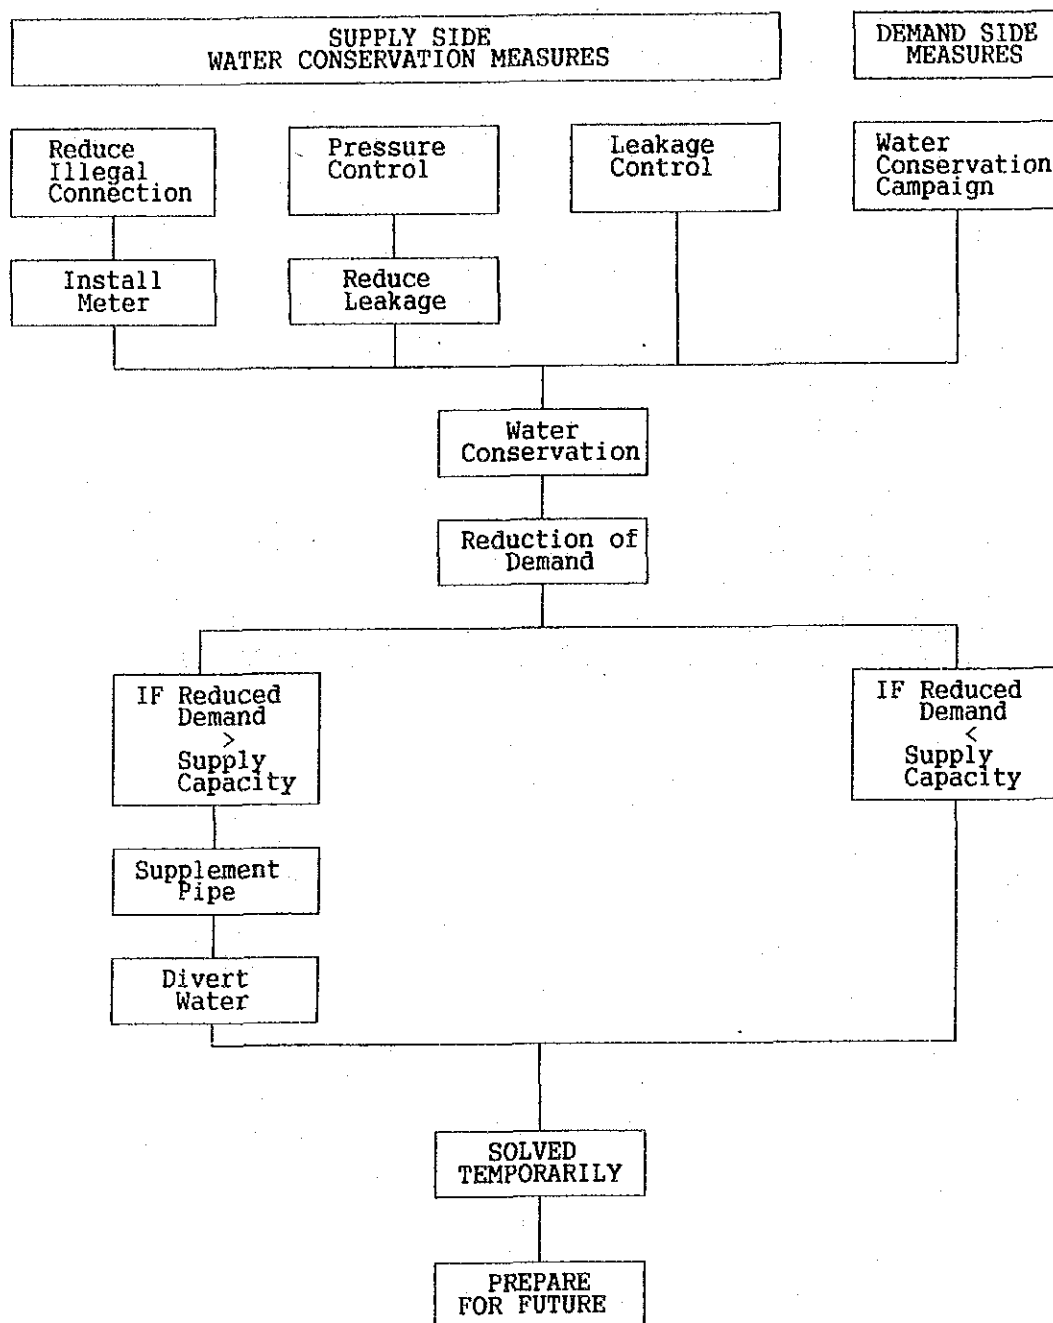 SUPPLY SIDE
WATER CONSERVATION MEASURES
DEMAND SIDE
MEASURES
Reduce
Illegal
Connection
Pressure
Control
Leakage
Control
Water
Conservation
Campaign
Install
Meter
Reduce
Leakage
Water
Conservation
Reduction of
Demand
IF Reduced
Demand
>
Supply
Capacity
IF Reduced
Demand
<
Supply
Capacity
Supplement
Pipe
Divert
Water
SOLVED
TEMPORARILY
PREPARE
FOR FUTURE